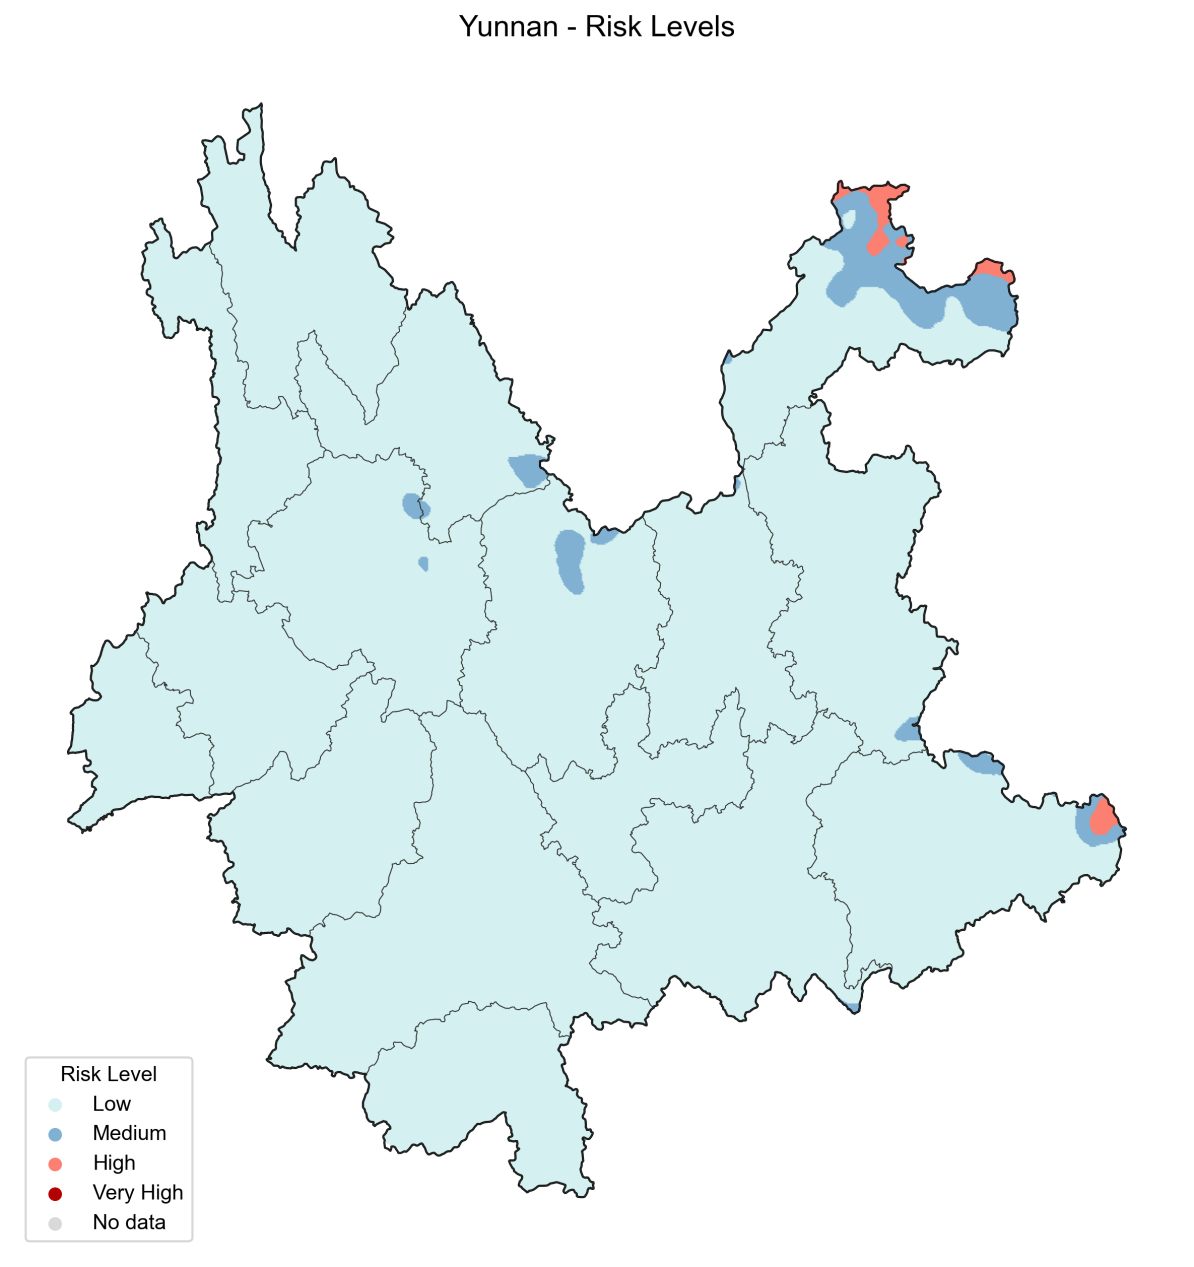 Yunnan - Risk Levels
Risk Level
Low
Medium
High
Very High
No data